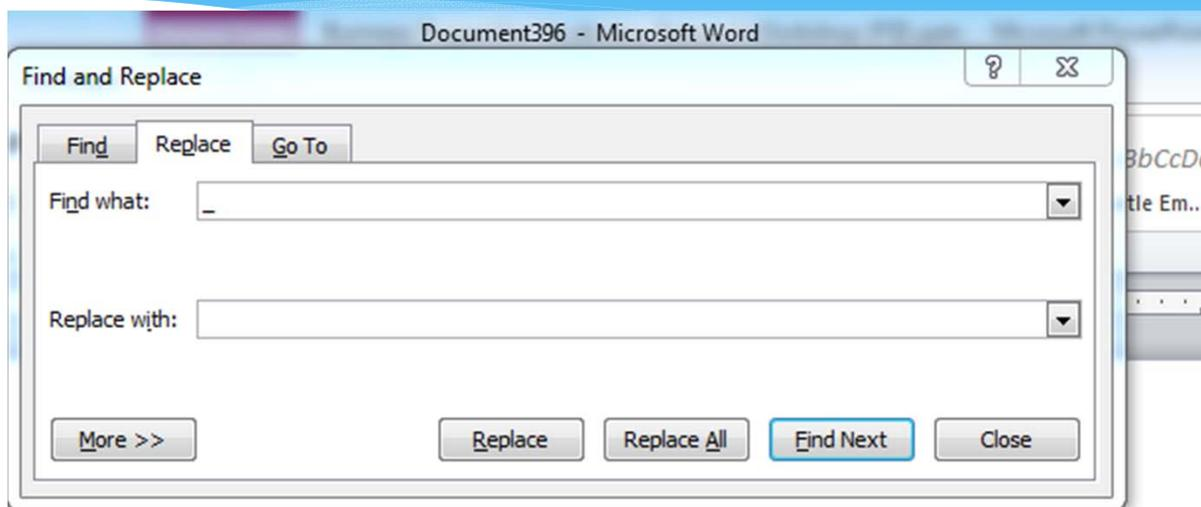 Document396 - Microsoft Word
Find and Replace
?
Find
Replace
Go To
Find what:
_
Replace with:
More >>
Replace
Replace All
Find Next
Close
BbCcD
tle Em...